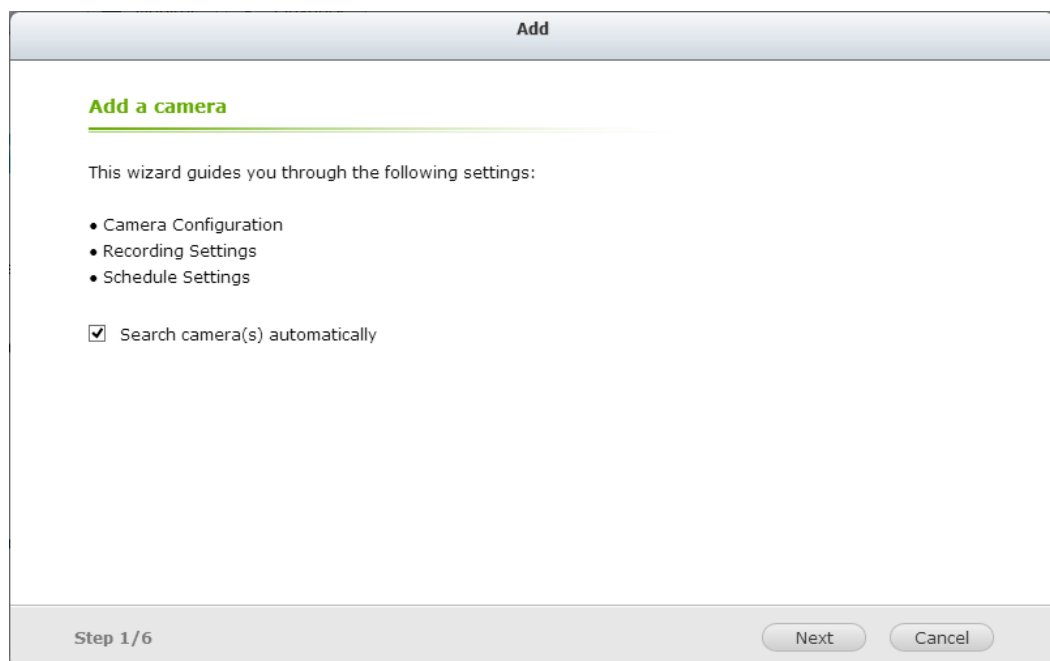 Add
Add a camera
This wizard guides you through the following settings:
• Camera Configuration
• Recording Settings
• Schedule Settings
Search camera(s) automatically
Step 1/6
Next
Cancel